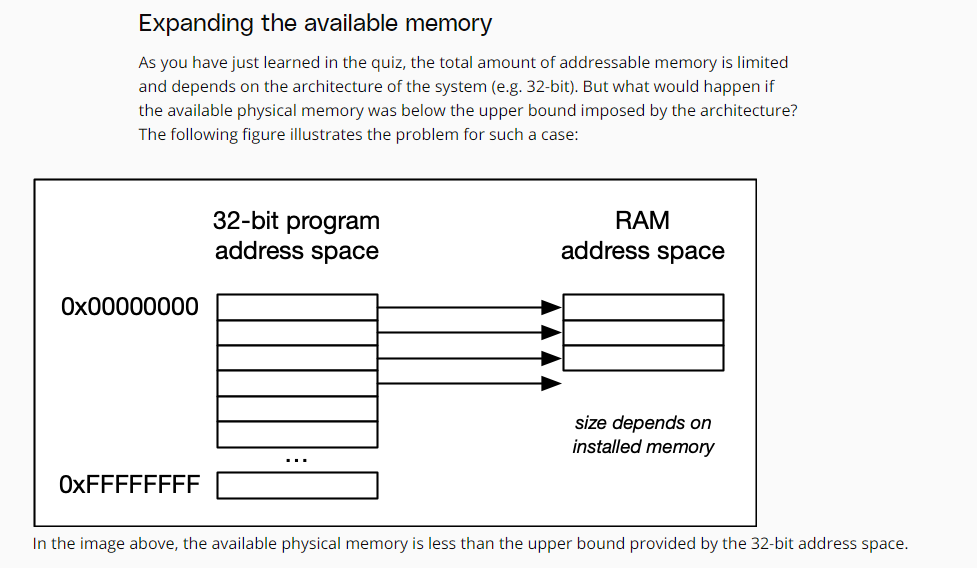 Expanding the available memory
As you have just learned in the quiz, the total amount of addressable memory is limited
and depends on the architecture of the system (e.g. 32-bit). But what would happen if
the available physical memory was below the upper bound imposed by the architecture?
The following figure illustrates the problem for such a case:
32-bit program
address space
RAM
address space
0x00000000
size depends on
installed memory
...
0xFFFFFFFF
In the image above, the available physical memory is less than the upper bound provided by the 32-bit address space.